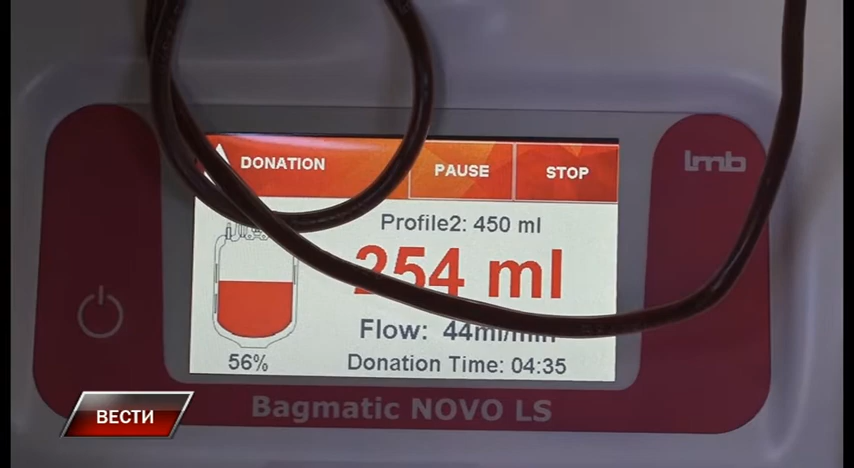 DONATION
PAUSE
STOP
lmb
Profile2: 450 ml
254 ml
Flow: 44ml/min
56%
Donation Time: 04:35
Bagmatic NOVO LS
ВЕСТИ